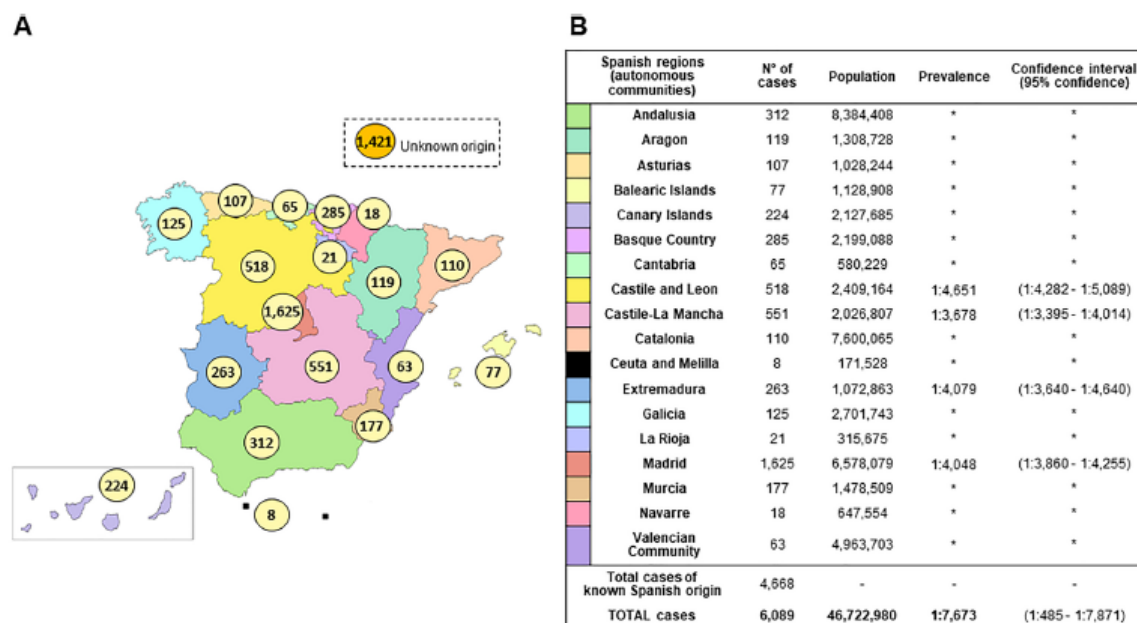 A
1,421 Unknown origin
107
65
285
18
125
21
518
119
110
1,625
263
551
63
77
177
312
224
8
B
Spanish regions (autonomous communities) Nº of cases Population Prevalence Confidence interval (95% confidence)
Andalusia 312 8,384,408 * *
Aragon 119 1,308,728 * *
Asturias 107 1,028,244 * *
Balearic Islands 77 1,128,908 * *
Canary Islands 224 2,127,685 * *
Basque Country 285 2,199,088 * *
Cantabria 65 580,229 * *
Castile and Leon 518 2,409,164 1:4,651 (1:4,282 - 1:5,089)
Castile-La Mancha 551 2,026,807 1:3,678 (1:3,395 - 1:4,014)
Catalonia 110 7,600,065 * *
Ceuta and Melilla 8 171,528 * *
Extremadura 263 1,072,863 1:4,079 (1:3,640 - 1:4,640)
Galicia 125 2,701,743 * *
La Rioja 21 315,675 * *
Madrid 1,625 6,578,079 1:4,048 (1:3,860 - 1:4,255)
Murcia 177 1,478,509 * *
Navarre 18 647,554 * *
Valencian Community 63 4,963,703 * *
Total cases of known Spanish origin 4,668 - - -
TOTAL cases 6,089 46,722,980 1:7,673 (1:485 - 1:7,871)